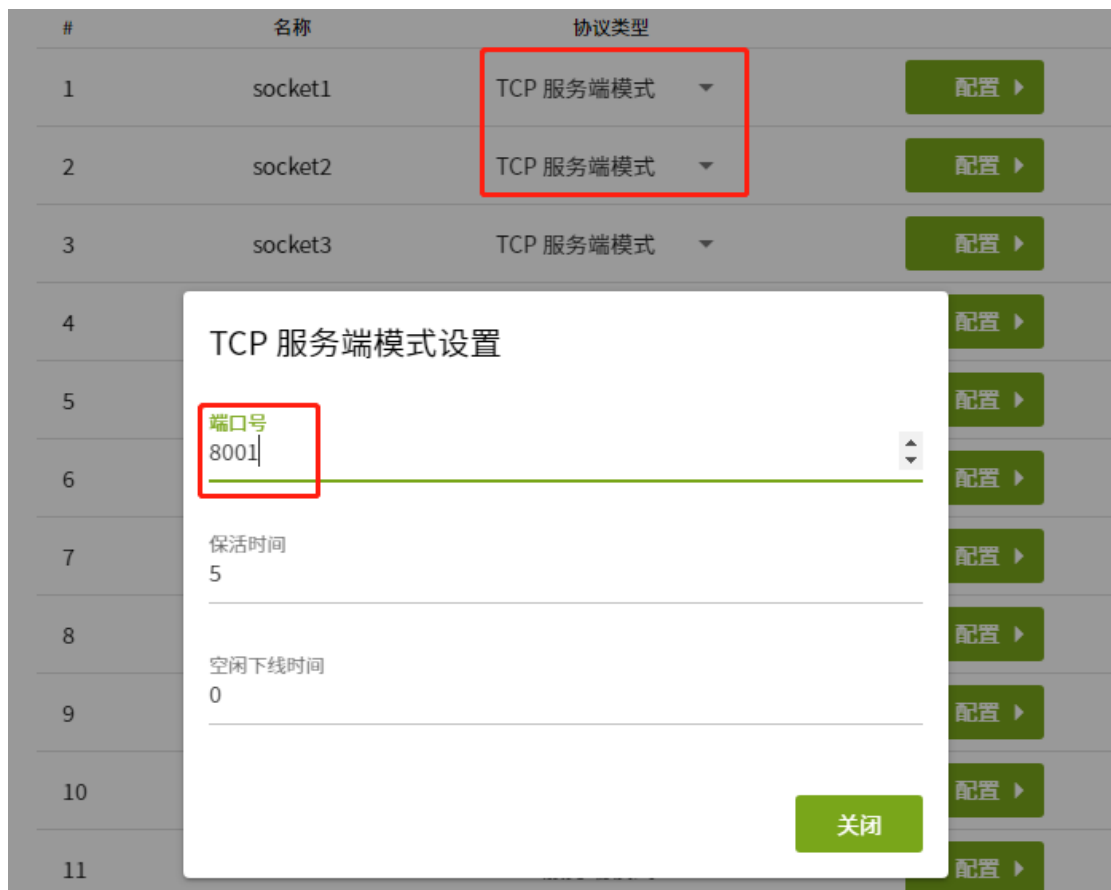 # 名称 协议类型
1 socket1 TCP 服务端模式 配置
2 socket2 TCP 服务端模式 配置
3 socket3 TCP 服务端模式 配置
4 配置
TCP 服务端模式设置
5 配置
端口号
8001
6 配置
保活时间
7 配置
5
8 配置
空闲下线时间
0
9 配置
10 配置
关闭
11 配置